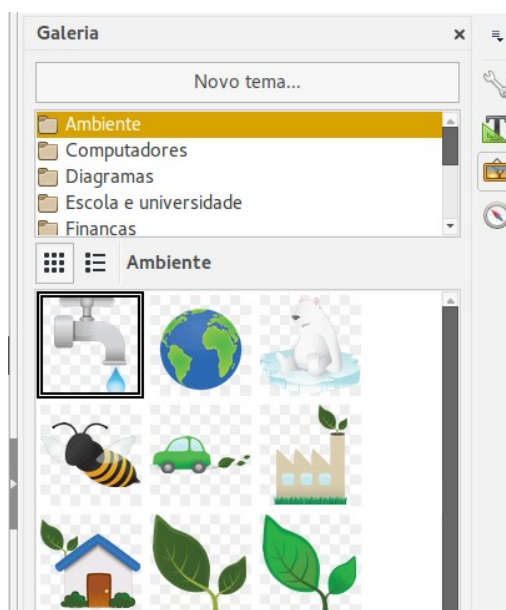 Galeria
Novo tema...
Ambiente
Computadores
Diagramas
Escola e universidade
Financas
Ambiente